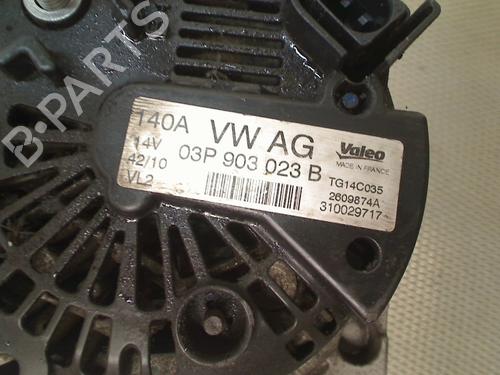 140A VW AG Valeo
14V 03P 903 023 B MADE IN FRANCE
42/10 TG14C035
VL2 2609874A
310029717
B-PARTS